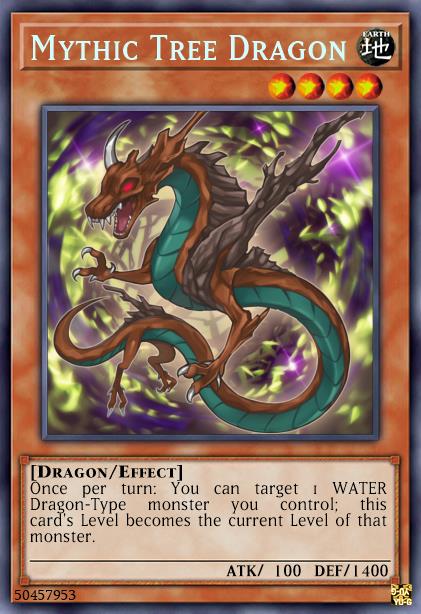 Mythic Tree Dragon
EARTH
地
[Dragon/Effect]
Once per turn: You can target 1 WATER
Dragon-Type monster you control; this
card's Level becomes the current Level of that
monster.
ATK/ 100 DEF/1400
50457953